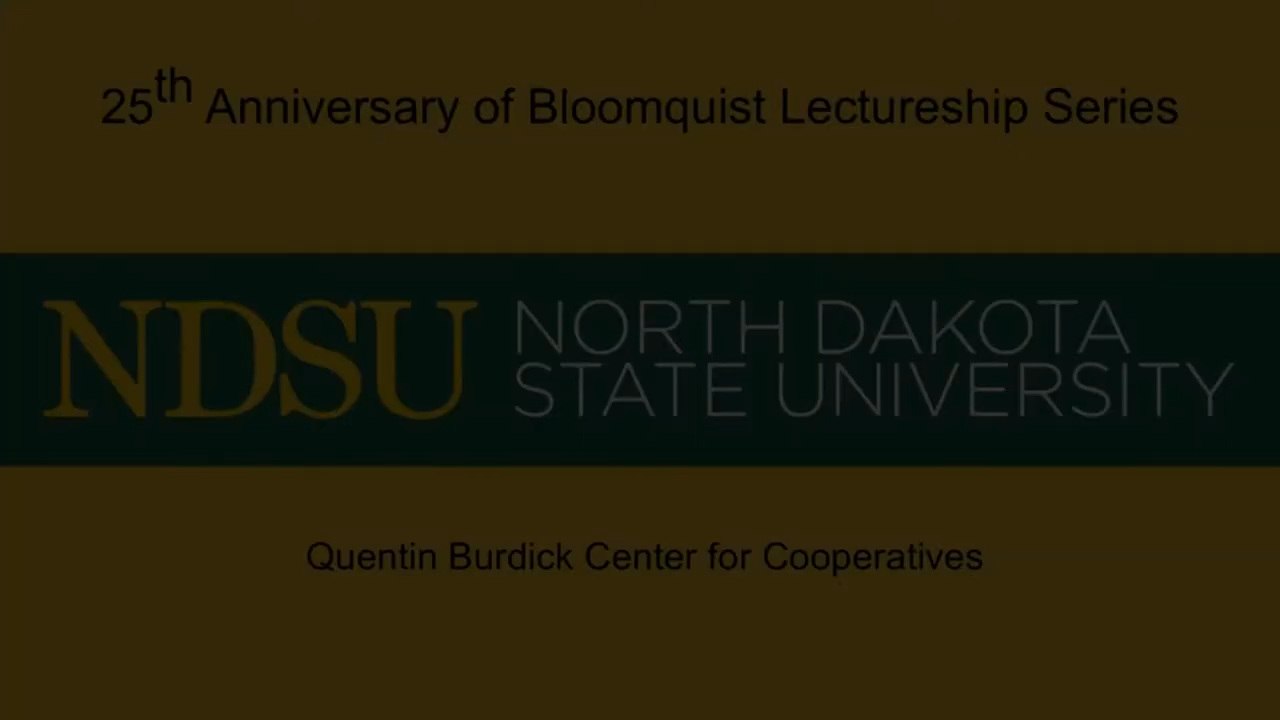 25th Anniversary of Bloomquist Lectureship Series
NDSU NORTH DAKOTA
STATE UNIVERSITY
Quentin Burdick Center for Cooperatives